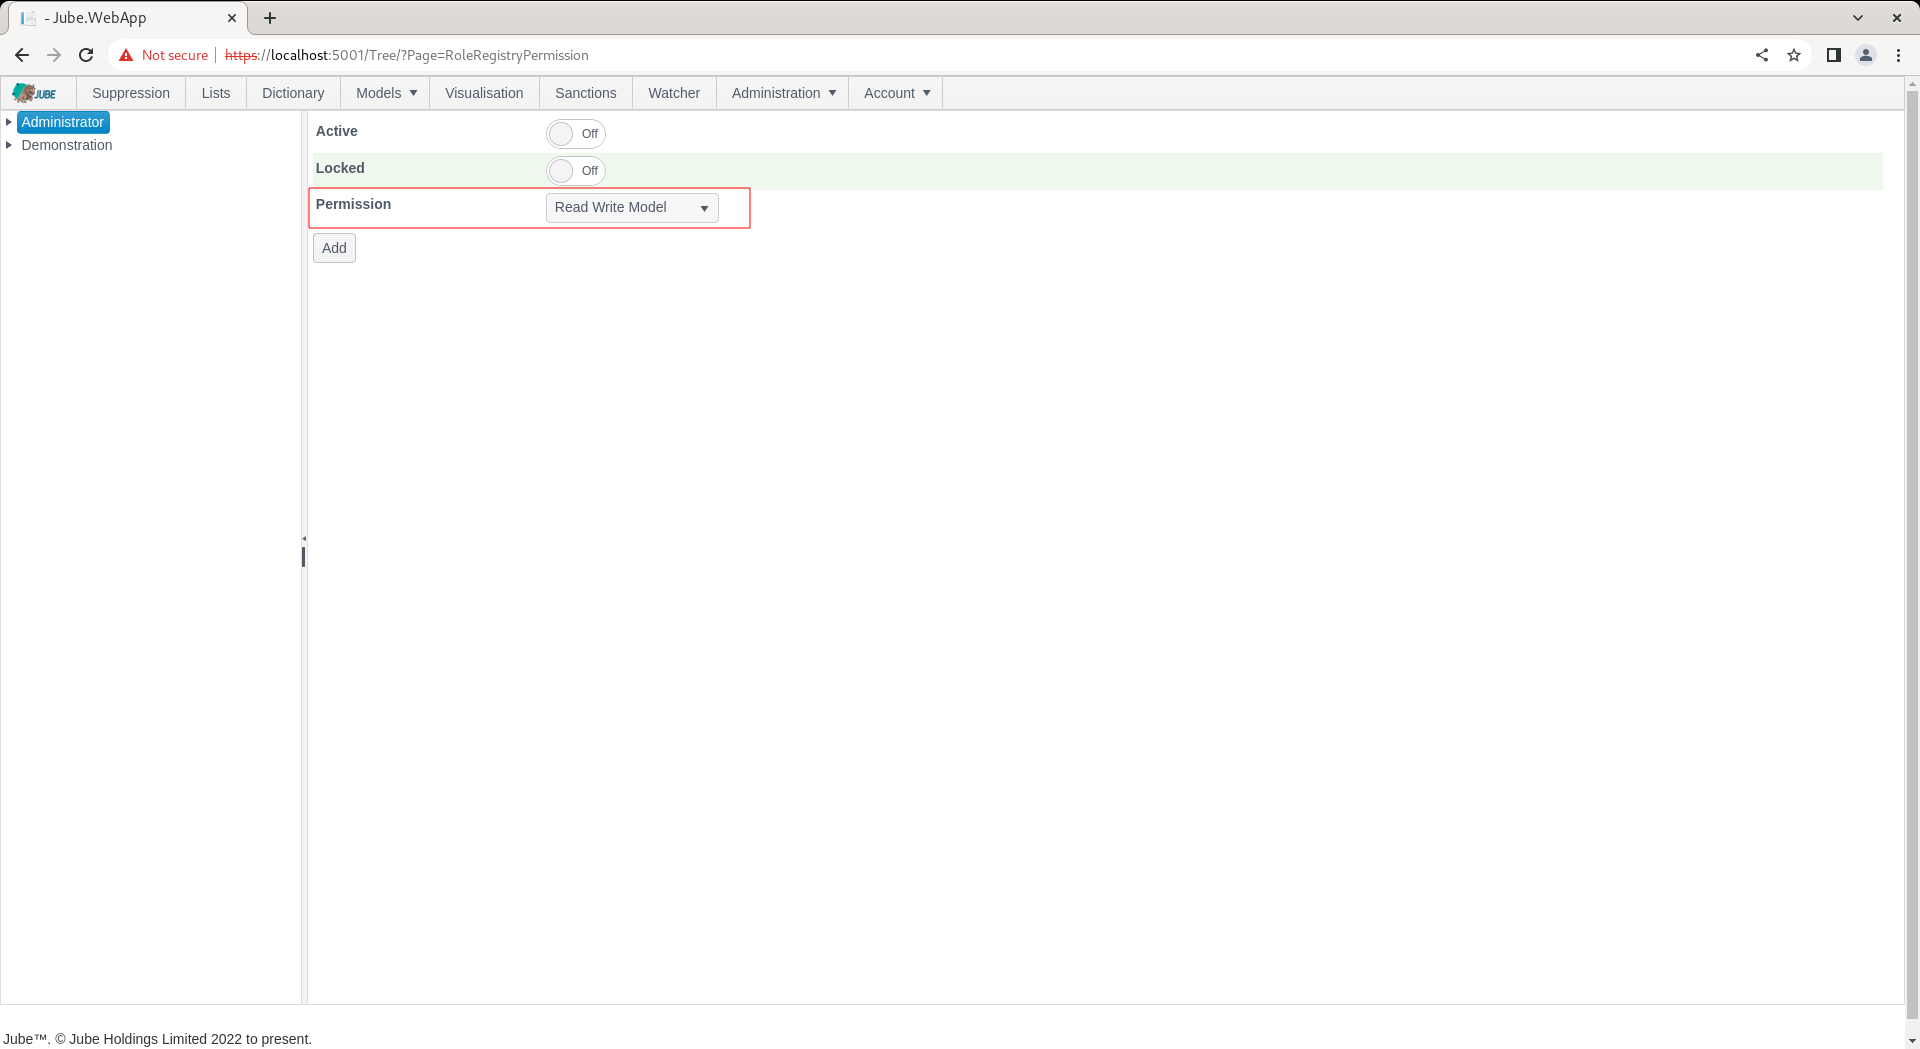 - Jube.WebApp
Not secure https://localhost:5001/Tree/?Page=RoleRegistryPermission
JUBE Suppression Lists Dictionary Models Visualisation Sanctions Watcher Administration Account
Administrator
Demonstration
Active Off
Locked Off
Permission Read Write Model
Add
Jube™. © Jube Holdings Limited 2022 to present.